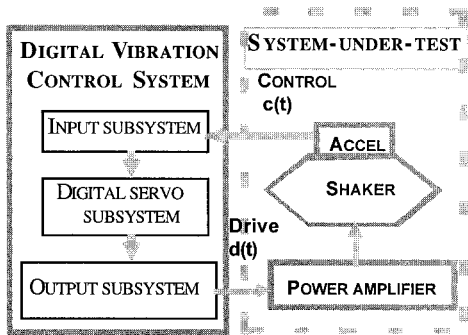 DIGITAL VIBRATION
CONTROL SYSTEM
INPUT SUBSYSTEM
DIGITAL SERVO
SUBSYSTEM
OUTPUT SUBSYSTEM
SYSTEM-UNDER-TEST
CONTROL
c(t)
ACCEL
SHAKER
Drive
d(t)
POWER AMPLIFIER